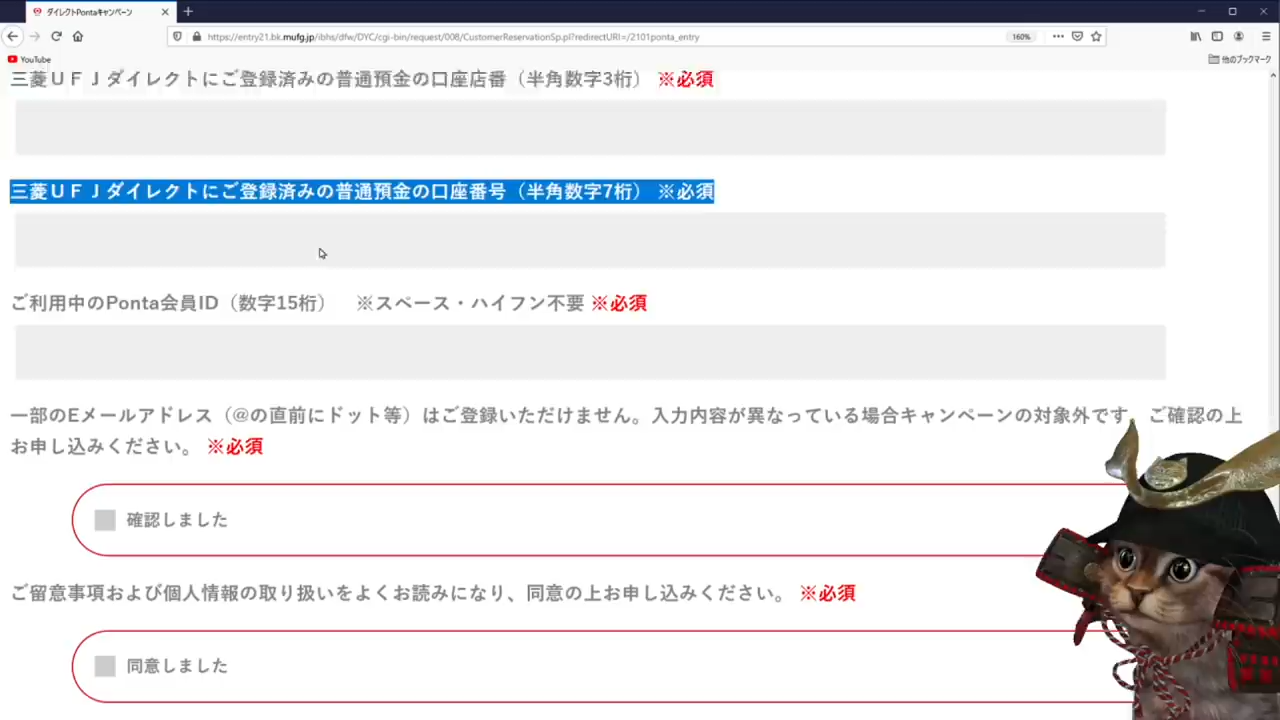 ダイレクトPontaキャンペーン
https://entry21.bk.mufg.jp/ibhs/dfw/DYC/cgi-bin/request/008/CustomerReservationSp.pl?redirectURI=/2101ponta_entry
160%
YouTube
他のブックマーク
三菱ＵＦＪダイレクトにご登録済みの普通預金の口座店番（半角数字3桁） ※必須
三菱ＵＦＪダイレクトにご登録済みの普通預金の口座番号（半角数字7桁） ※必須
ご利用中のPonta会員ID（数字15桁）　※スペース・ハイフン不要 ※必須
一部のEメールアドレス（@の直前にドット等）はご登録いただけません。入力内容が異なっている場合キャンペーンの対象外です。ご確認の上
お申し込みください。 ※必須
確認しました
ご留意事項および個人情報の取り扱いをよくお読みになり、同意の上お申し込みください。 ※必須
同意しました